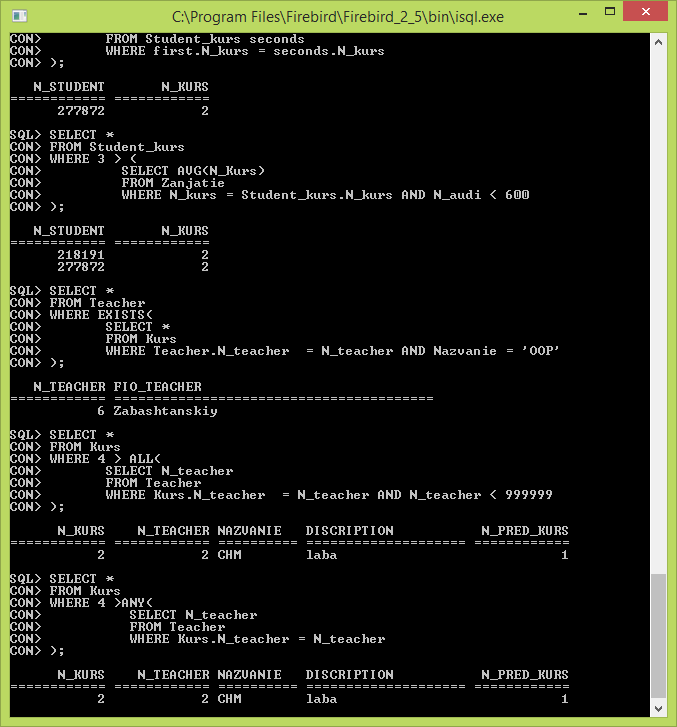 C:\Program Files\Firebird\Firebird_2_5\bin\isql.exe
CON>        FROM Student_kurs seconds
CON>        WHERE first.N_kurs = seconds.N_kurs
CON> );

   N_STUDENT       N_KURS
============ ============
      277872            2

SQL> SELECT *
CON> FROM Student_kurs
CON> WHERE 3 > (
CON>          SELECT AVG(N_Kurs)
CON>          FROM Zanjatie
CON>          WHERE N_kurs = Student_kurs.N_kurs AND N_audi < 600
CON> );

   N_STUDENT       N_KURS
============ ============
      218191            2
      277872            2

SQL> SELECT *
CON> FROM Teacher
CON> WHERE EXISTS(
CON>        SELECT *
CON>        FROM Kurs
CON>        WHERE Teacher.N_teacher  = N_teacher AND Nazvanie = 'OOP'
CON> );

   N_TEACHER FIO_TEACHER
============ ========================================
           6 Zabashtanskiy

SQL> SELECT *
CON> FROM Kurs
CON> WHERE 4 > ALL(
CON>        SELECT N_teacher
CON>        FROM Teacher
CON>        WHERE Kurs.N_teacher  = N_teacher AND N_teacher < 999999
CON> );

      N_KURS    N_TEACHER NAZVANIE   DISCRIPTION           N_PRED_KURS
============ ============ ========== ==================== ============
           2            2 CHM        laba                            1

SQL> SELECT *
CON> FROM Kurs
CON> WHERE 4 >ANY(
CON>           SELECT N_teacher
CON>           FROM Teacher
CON>           WHERE Kurs.N_teacher = N_teacher
CON> );

      N_KURS    N_TEACHER NAZVANIE   DISCRIPTION           N_PRED_KURS
============ ============ ========== ==================== ============
           2            2 CHM        laba                            1